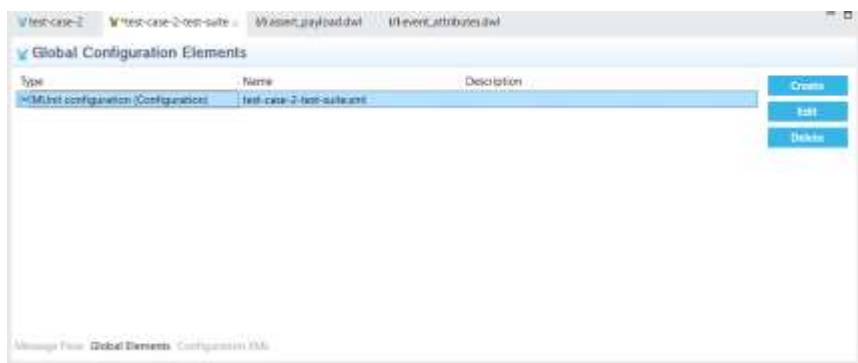 test-case-2 *test-case-2-test-suite assert_payload.dwl event_attributes.dwl
Global Configuration Elements
Type Name Description
MUnit configuration (Configuration) test-case-2-test-suite.xml
Create
Edit
Delete
Message Flow Global Elements Configuration XML